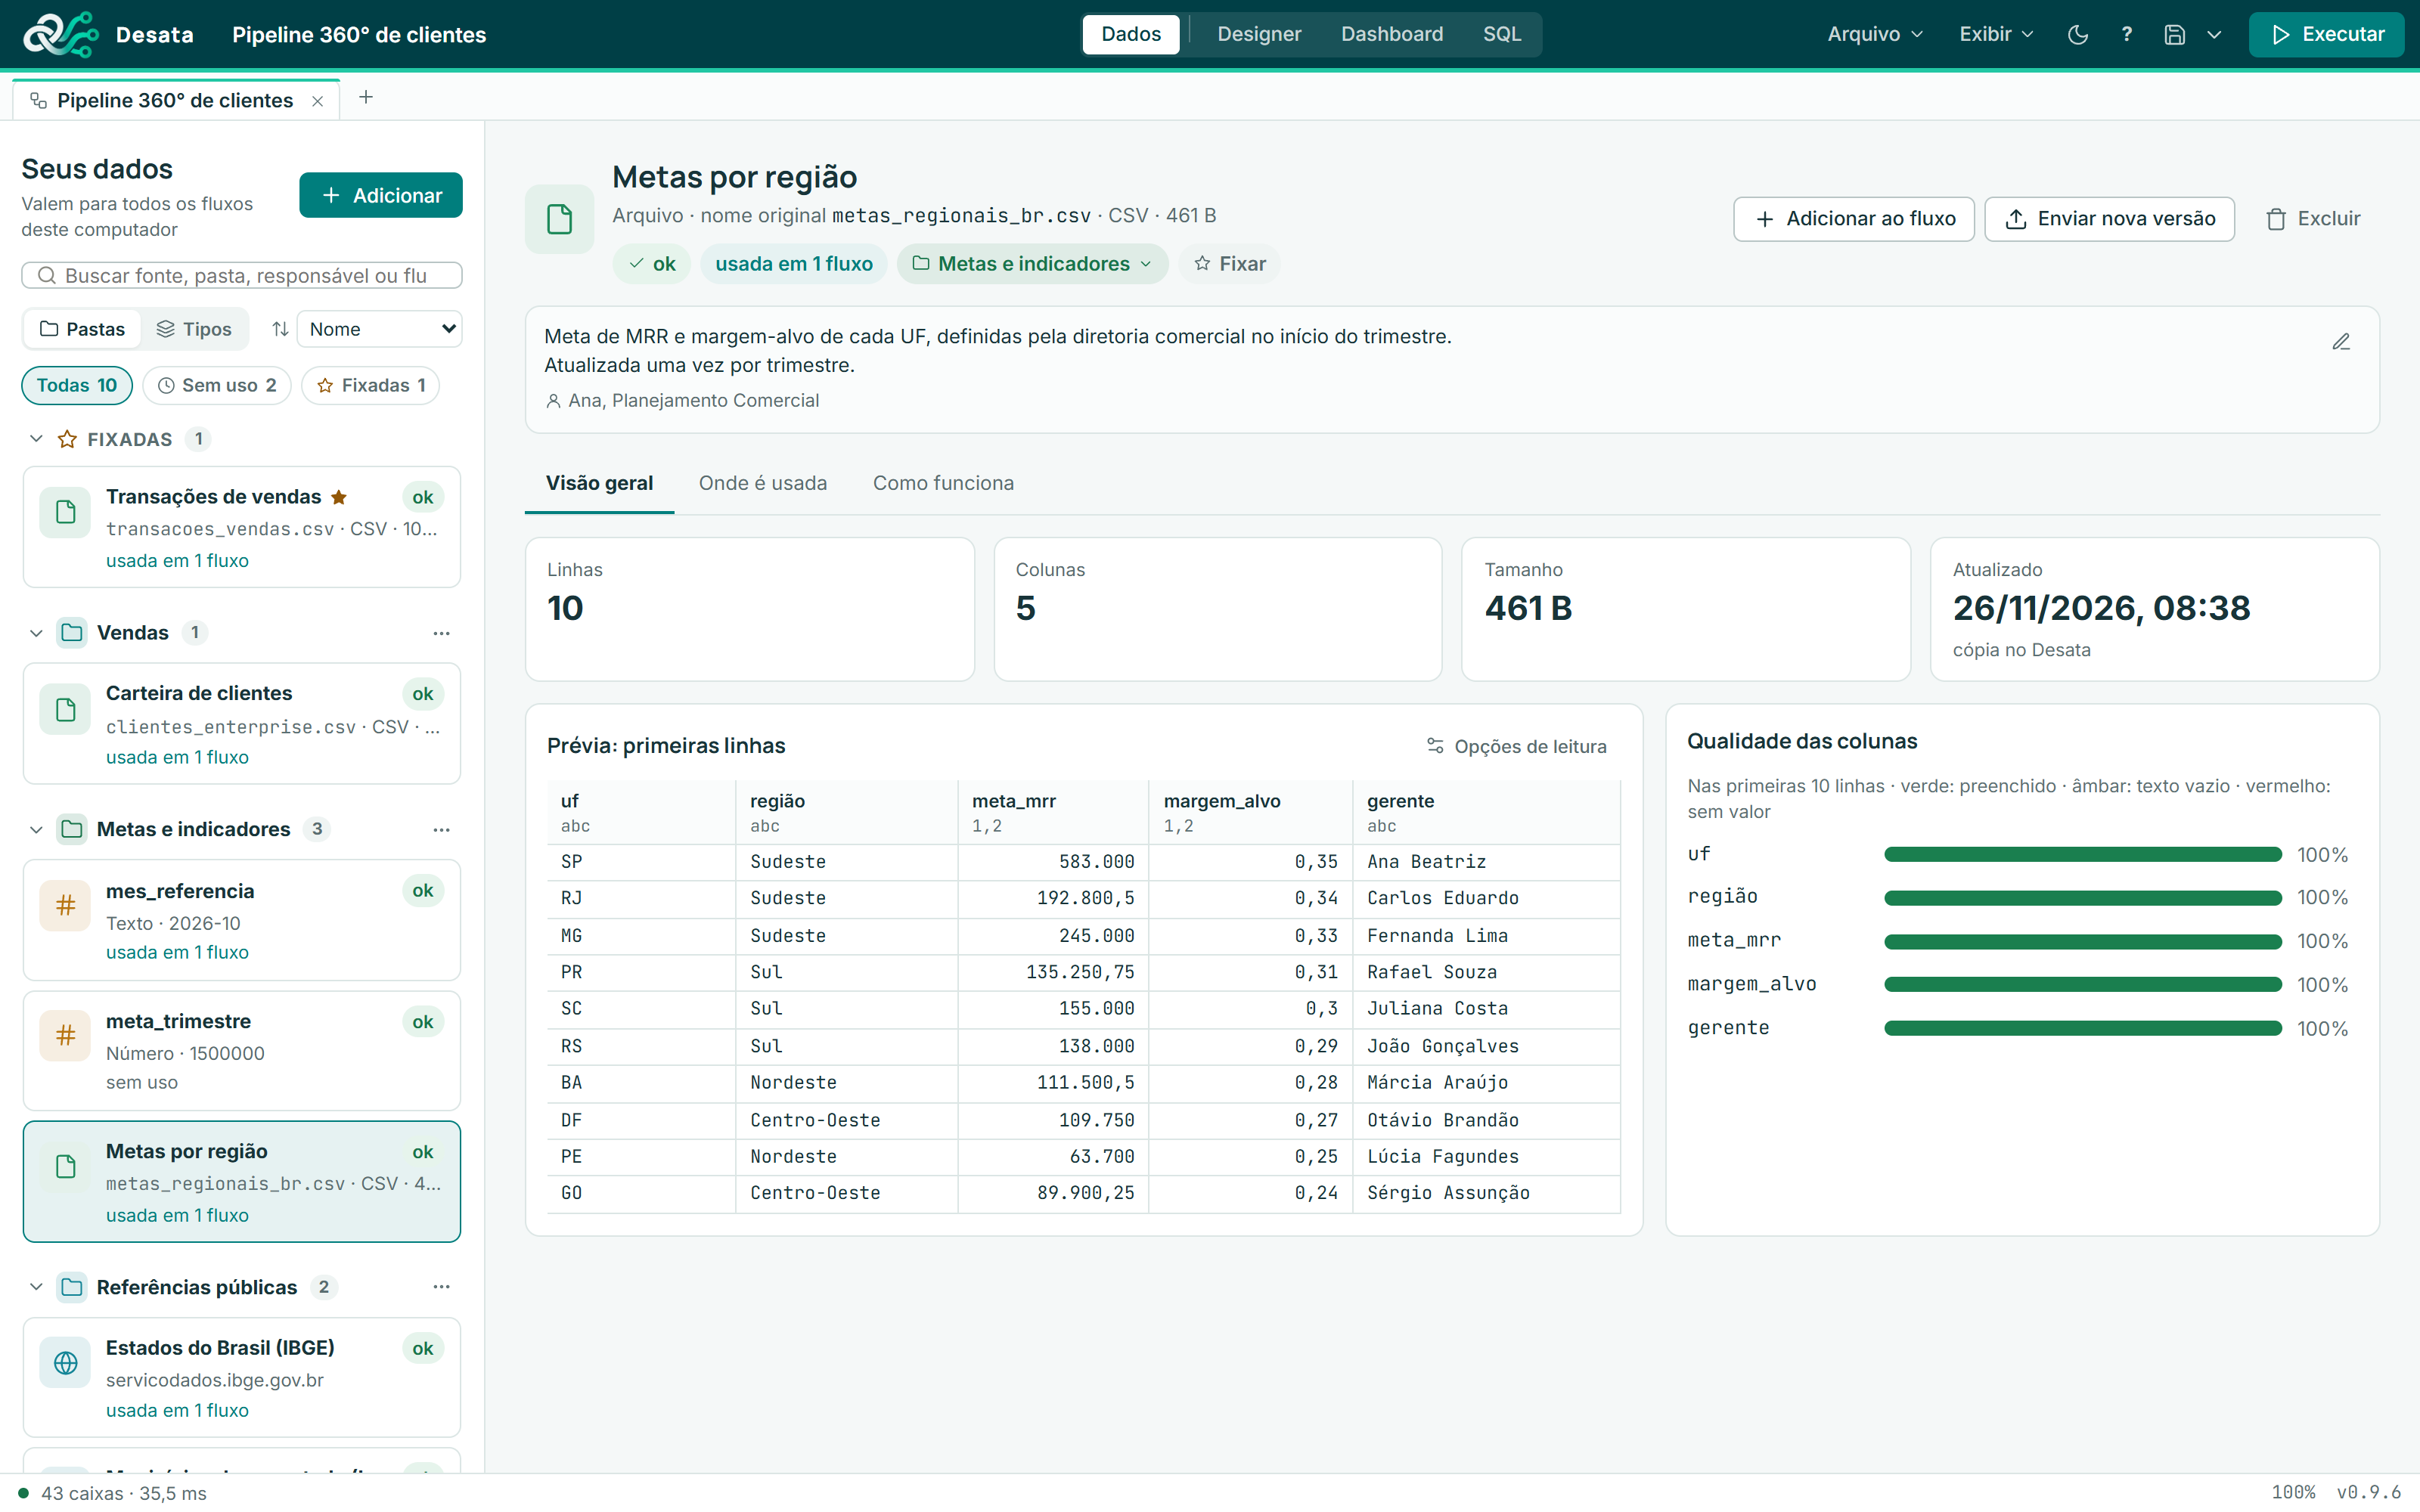 Desata
Pipeline 360° de clientes
Dados
Designer
Dashboard
SQL
Arquivo
Exibir
?
Executar
Pipeline 360° de clientes
Seus dados
Valem para todos os fluxos
deste computador
Adicionar
Buscar fonte, pasta, responsável ou flu
Pastas
Tipos
Nome
Todas 10
Sem uso 2
Fixadas 1
FIXADAS 1
Transações de vendas
ok
transacoes_vendas.csv · CSV · 10...
usada em 1 fluxo
Vendas 1
Carteira de clientes
ok
clientes_enterprise.csv · CSV · ...
usada em 1 fluxo
Metas e indicadores 3
mes_referencia
ok
Texto · 2026-10
usada em 1 fluxo
meta_trimestre
ok
Número · 1500000
sem uso
Metas por região
ok
metas_regionais_br.csv · CSV · 4...
usada em 1 fluxo
Referências públicas 2
Estados do Brasil (IBGE)
ok
servicodados.ibge.gov.br
usada em 1 fluxo
Metas por região
Arquivo · nome original metas_regionais_br.csv · CSV · 461 B
ok
usada em 1 fluxo
Metas e indicadores
Fixar
Adicionar ao fluxo
Enviar nova versão
Excluir
Meta de MRR e margem-alvo de cada UF, definidas pela diretoria comercial no início do trimestre.
Atualizada uma vez por trimestre.
Ana, Planejamento Comercial
Visão geral
Onde é usada
Como funciona
Linhas
10
Colunas
5
Tamanho
461 B
Atualizado
26/11/2026, 08:38
cópia no Desata
Prévia: primeiras linhas
Opções de leitura
uf região meta_mrr margem_alvo gerente
abc abc 1,2 1,2 abc
SP Sudeste 583.000 0,35 Ana Beatriz
RJ Sudeste 192.800,5 0,34 Carlos Eduardo
MG Sudeste 245.000 0,33 Fernanda Lima
PR Sul 135.250,75 0,31 Rafael Souza
SC Sul 155.000 0,3 Juliana Costa
RS Sul 138.000 0,29 João Gonçalves
BA Nordeste 111.500,5 0,28 Márcia Araújo
DF Centro-Oeste 109.750 0,27 Otávio Brandão
PE Nordeste 63.700 0,25 Lúcia Fagundes
GO Centro-Oeste 89.900,25 0,24 Sérgio Assunção
Qualidade das colunas
Nas primeiras 10 linhas · verde: preenchido · âmbar: texto vazio · vermelho:
sem valor
uf 100%
região 100%
meta_mrr 100%
margem_alvo 100%
gerente 100%
43 caixas · 35,5 ms
100% v0.9.6